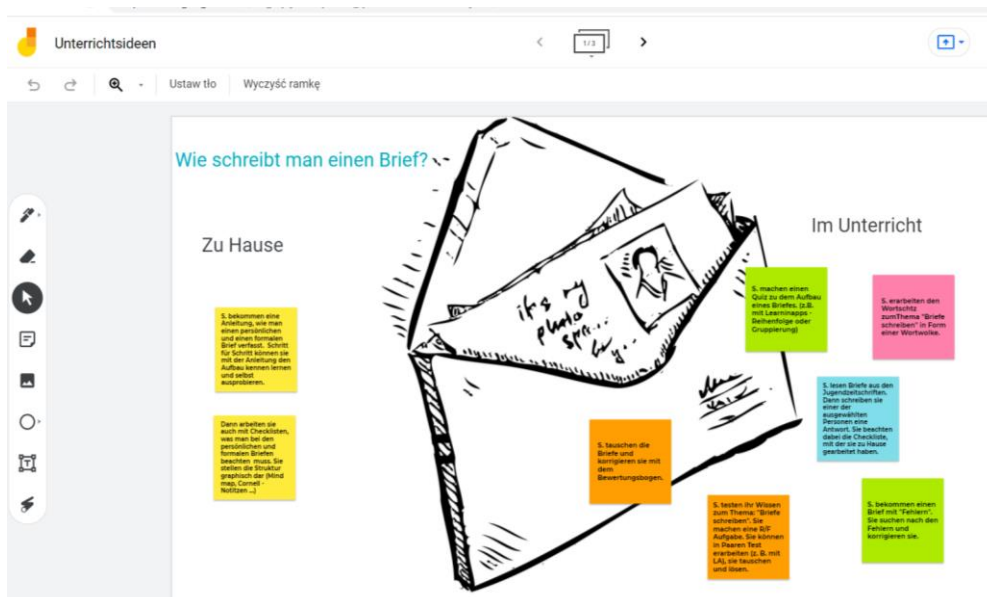 Unterrichtsideen
1/3
Ustaw tło
Wyczyść ramkę
Wie schreibt man einen Brief?
Zu Hause
S. bekommen eine
Anleitung, wie man
einen persönlichen
und einen formalen
Brief verfasst. Schritt
für Schritt können sie
mit der Anleitung den
Aufbau kennen lernen
und selbst
ausprobieren.
Dann arbeiten sie
auch mit Checklisten,
was man bei den
persönlichen und
formalen Briefen
beachten muss. Sie
stellen die Struktur
graphisch dar (Mind
map, Cornell -
Notitzen ...)
it's my
photo
Im Unterricht
S. machen einen
Quiz zu dem Aufbau
eines Briefes. (z.B.
mit Learninapps -
Reihenfolge oder
Gruppierung)
S. erarbeiten den
Wortschtz
zumThema "Briefe
schreiben" in Form
einer Wortwolke.
S. lesen Briefe aus den
Jugendzeitschriften.
Dann schreiben sie
einer der
ausgewählten
Personen eine
Antwort. Sie beachten
dabei die Checkliste,
mit der sie zu Hause
gearbeitet haben.
S. tauschen die
Briefe und
korrigieren sie mit
dem
Bewertungsbogen.
S. testen ihr Wissen
zum Thema: "Briefe
schreiben". Sie
machen eine R/F
Aufgabe. Sie können
in Paaren Test
erarbeiten (z. B. mit
LA), sie tauschen
und lösen.
S. bekommen einen
Brief mit "Fehlern".
Sie suchen nach den
Fehlern und
korrigieren sie.